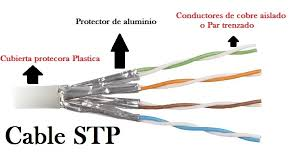 Protector de aluminio
Conductores de cobre aislado
o Par trenzado
Cubierta protecora Plastica
Cable STP